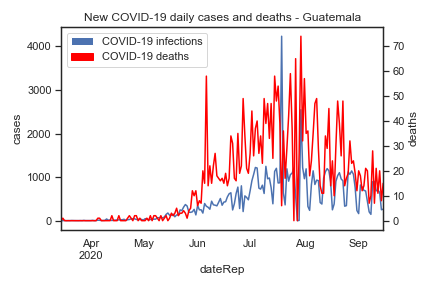 New COVID-19 daily cases and deaths - Guatemala
COVID-19 infections
COVID-19 deaths
4000
3000
2000
1000
0
cases
70
60
50
40
30
20
10
0
deaths
Apr
2020
May
Jun
Jul
Aug
Sep
dateRep